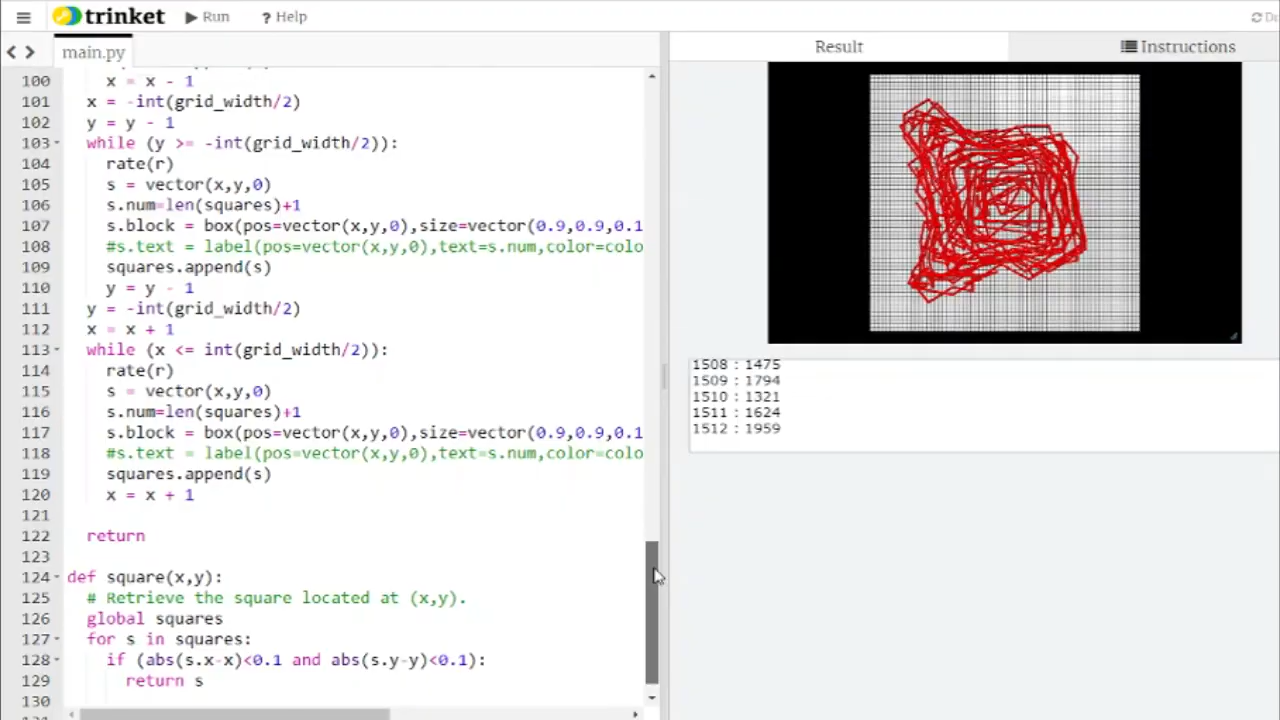 trinket Run ? Help
main.py
Result Instructions
100 x = x - 1
101 x = -int(grid_width/2)
102 y = y - 1
103 while (y >= -int(grid_width/2)):
104 rate(r)
105 s = vector(x,y,0)
106 s.num=len(squares)+1
107 s.block = box(pos=vector(x,y,0),size=vector(0.9,0.9,0.1
108 #s.text = label(pos=vector(x,y,0),text=s.num,color=colo
109 squares.append(s)
110 y = y - 1
111 y = -int(grid_width/2)
112 x = x + 1
113 while (x <= int(grid_width/2)):
114 rate(r)
115 s = vector(x,y,0)
116 s.num=len(squares)+1
117 s.block = box(pos=vector(x,y,0),size=vector(0.9,0.9,0.1
118 #s.text = label(pos=vector(x,y,0),text=s.num,color=colo
119 squares.append(s)
120 x = x + 1
121
122 return
123
124 def square(x,y):
125 # Retrieve the square located at (x,y).
126 global squares
127 for s in squares:
128 if (abs(s.x-x)<0.1 and abs(s.y-y)<0.1):
129 return s
130
1508 : 1475
1509 : 1794
1510 : 1321
1511 : 1624
1512 : 1959